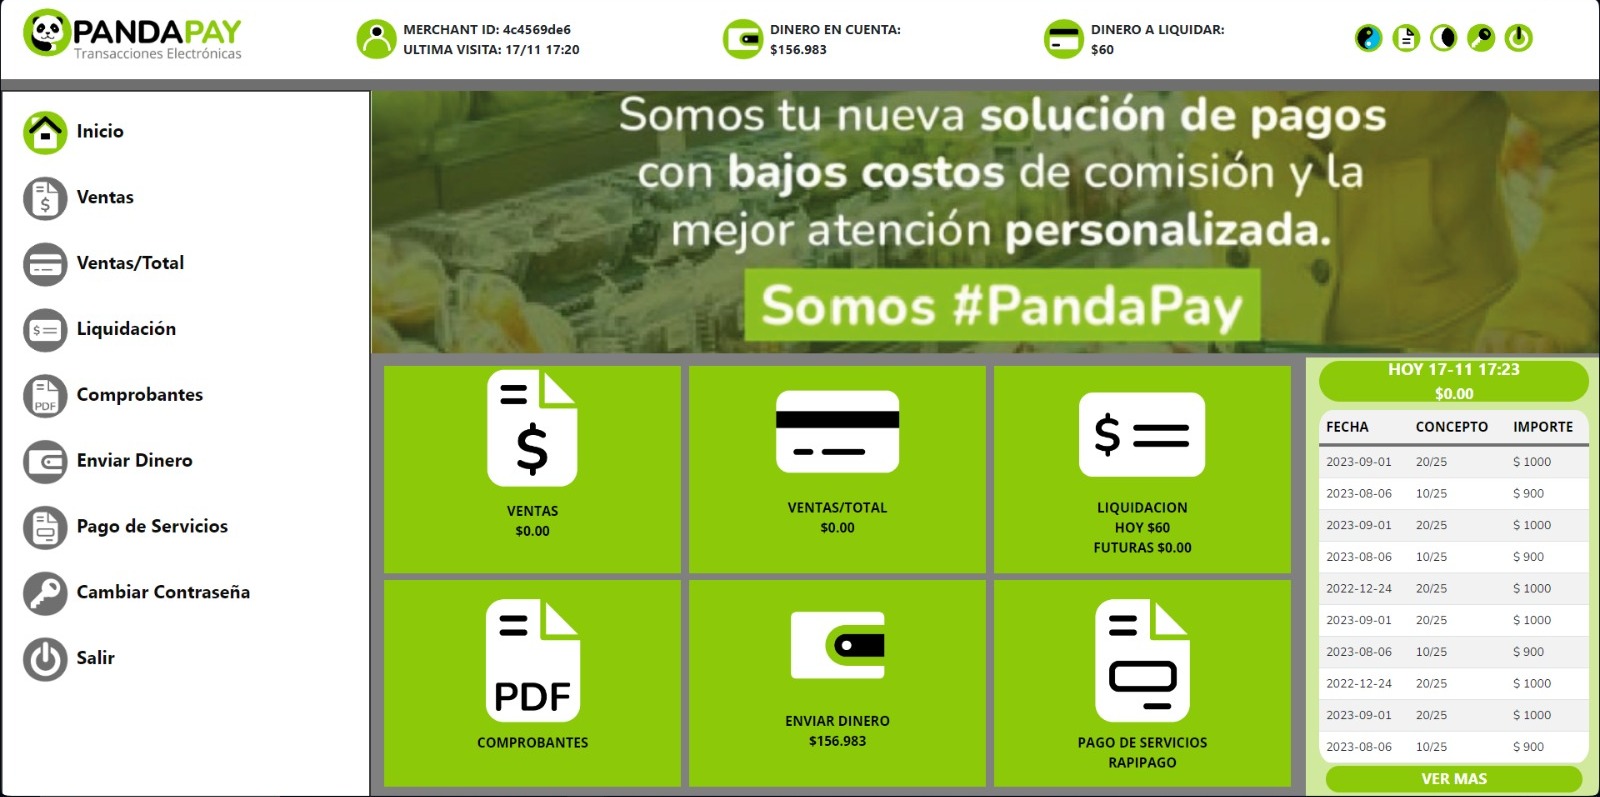 PANDAPAY
Transacciones Electrónicas
MERCHANT ID: 4c4569de6
ULTIMA VISITA: 17/11 17:20
DINERO EN CUENTA:
$156.983
DINERO A LIQUIDAR:
$60
Inicio
Ventas
Ventas/Total
Liquidación
Comprobantes
Enviar Dinero
Pago de Servicios
Cambiar Contraseña
Salir
$
$
PDF
Somos tu nueva solución de pagos
con bajos costos de comisión y la
mejor atención personalizada.
Somos #PandaPay
$
VENTAS
$0.00
VENTAS/TOTAL
$0.00
$
LIQUIDACION
HOY $60
FUTURAS $0.00
PDF
COMPROBANTES
ENVIAR DINERO
$156.983
PAGO DE SERVICIOS
RAPIPAGO
HOY 17-11 17:23
$0.00
FECHA CONCEPTO IMPORTE
2023-09-01 20/25 $ 1000
2023-08-06 10/25 $ 900
2023-09-01 20/25 $ 1000
2023-08-06 10/25 $ 900
2022-12-24 20/25 $ 1000
2023-09-01 20/25 $ 1000
2023-08-06 10/25 $ 900
2022-12-24 20/25 $ 1000
2023-09-01 20/25 $ 1000
2023-08-06 10/25 $ 900
VER MAS